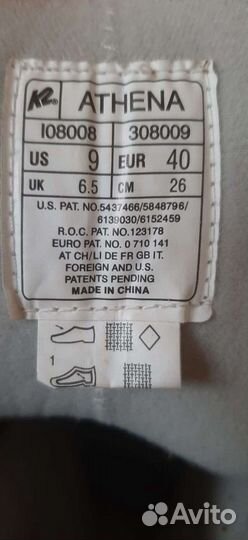 K2 ATHENA
I08008 308009
US 9 EUR 40
UK 6.5 CM 26
U.S. PAT. NO.5437466/5848796/
6139030/6152459
R.O.C. PAT NO.123178
EURO PAT. NO. 0 710 141
AT CH/LI DE FR GB IT.
FOREIGN AND U.S.
PATENTS PENDING
MADE IN CHINA
1
Avito